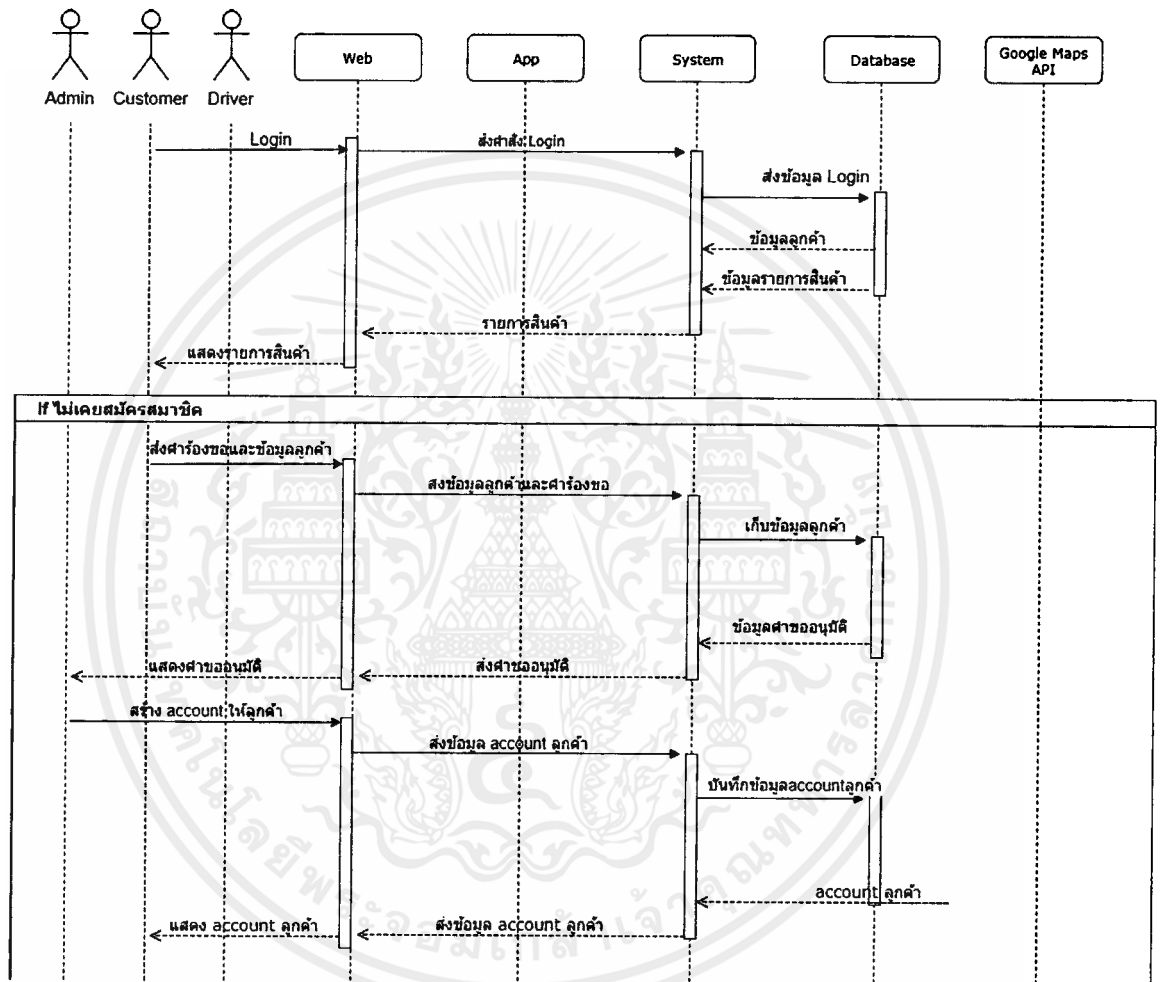 Admin Customer Driver
Web
App
System
Database
Google Maps
API
Login
ส่งคำสั่ง Login
ส่งข้อมูล Login
ข้อมูลลูกค้า
ข้อมูลรายการสินค้า
รายการสินค้า
แสดงรายการสินค้า
If ไม่เคยสมัครสมาชิค
ส่งคำร้องขอและข้อมูลลูกค้า
ส่งข้อมูลลูกค้าและคำร้องขอ
เก็บข้อมูลลูกค้า
ข้อมูลคำขออนุมัติ
ส่งคำขออนุมัติ
แสดงคำขออนุมัติ
สร้าง account ให้ลูกค้า
ส่งข้อมูล account ลูกค้า
บันทึกข้อมูลaccountลูกค้า
account ลูกค้า
ส่งข้อมูล account ลูกค้า
แสดง account ลูกค้า